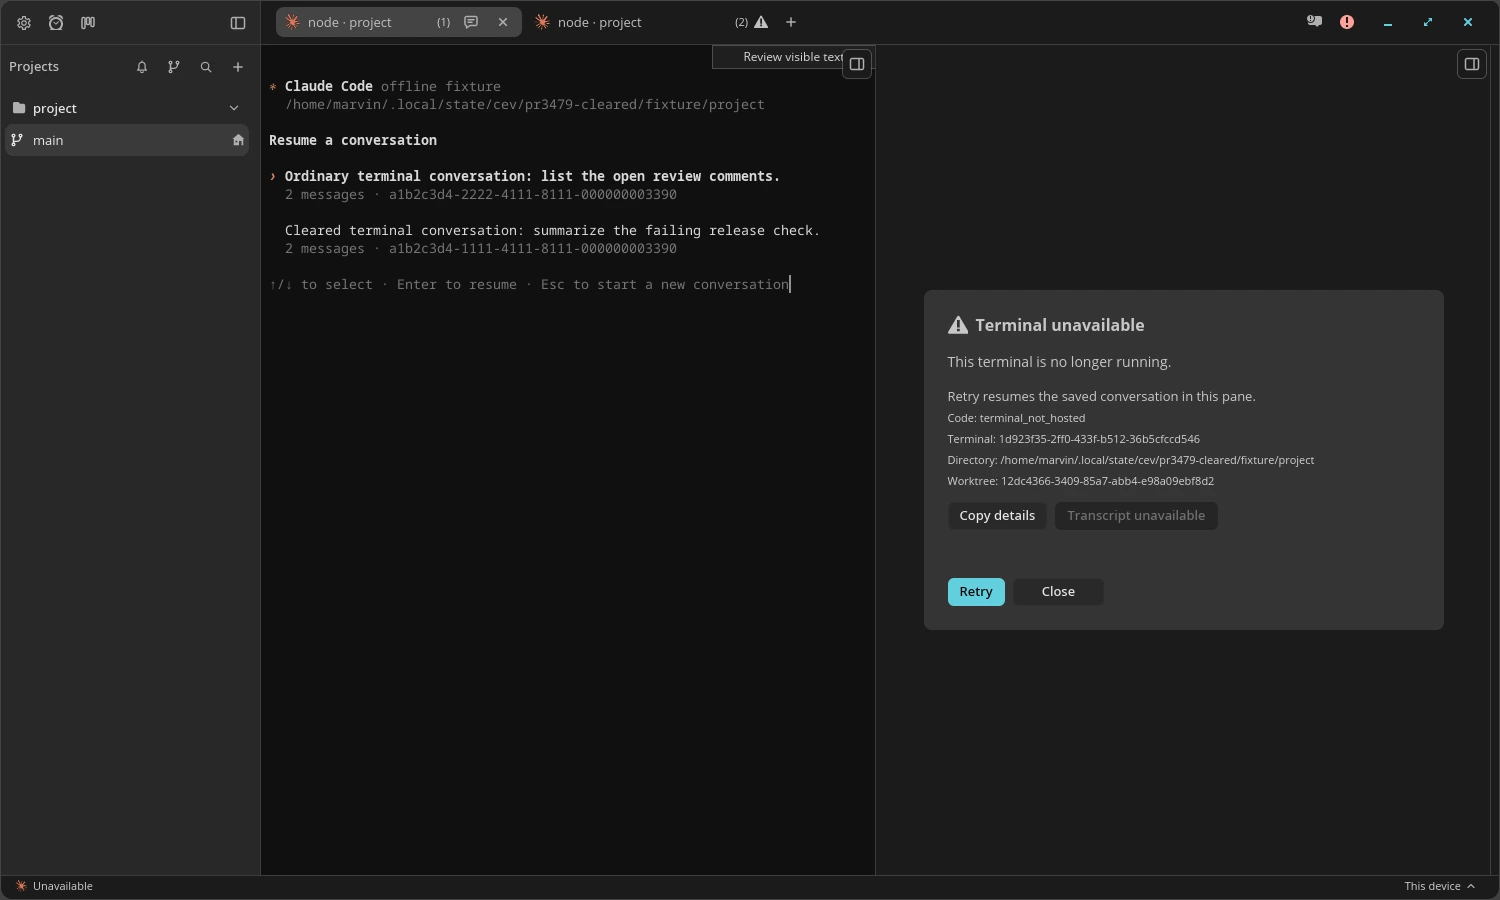 node · project (1)
node · project (2)
Projects
project
main
Review visible text
* Claude Code offline fixture
/home/marvin/.local/state/cev/pr3479-cleared/fixture/project
Resume a conversation
› Ordinary terminal conversation: list the open review comments.
2 messages · a1b2c3d4-2222-4111-8111-000000003390
Cleared terminal conversation: summarize the failing release check.
2 messages · a1b2c3d4-1111-4111-8111-000000003390
↑/↓ to select · Enter to resume · Esc to start a new conversation
Terminal unavailable
This terminal is no longer running.
Retry resumes the saved conversation in this pane.
Code: terminal_not_hosted
Terminal: 1d923f35-2ff0-433f-b512-36b5cfccd546
Directory: /home/marvin/.local/state/cev/pr3479-cleared/fixture/project
Worktree: 12dc4366-3409-85a7-abb4-e98a09ebf8d2
Copy details
Transcript unavailable
Retry
Close
Unavailable
This device